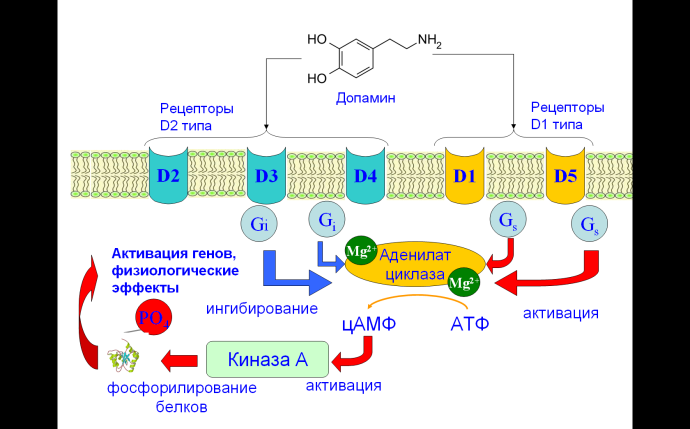 HO
NH2
HO
Допамин
Рецепторы
D2 типа
Рецепторы
D1 типа
D2
D3
D4
D1
D5
Gi
Gi
Gs
Gs
Mg2+
Аденилат
циклаза
Mg2+
Активация генов,
физиологические
эффекты
ингибирование
активация
PO4
цАМФ
АТФ
Киназа А
активация
фосфорилирование
белков